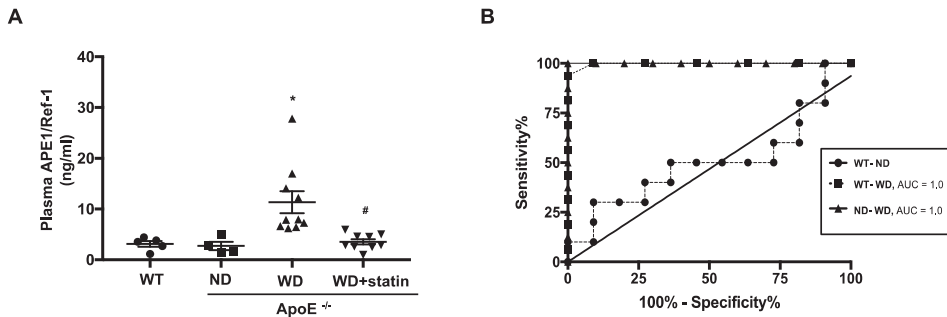 A
Plasma APE1/Ref-1
(ng/ml)
40
30
20
10
0
*
#
WT
ND
WD
WD+statin
ApoE -/-
B
Sensitivity%
100
75
50
25
0
0
25
50
75
100
100% - Specificity%
WT- ND
WT- WD, AUC = 1,0
ND- WD, AUC = 1,0